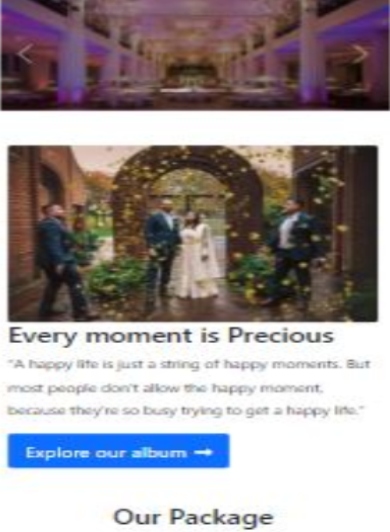 Every moment is Precious
"A happy life is just a string of happy moments. But
most people don't allow the happy moment,
because they're so busy trying to get a happy life."
Explore our album →
Our Package